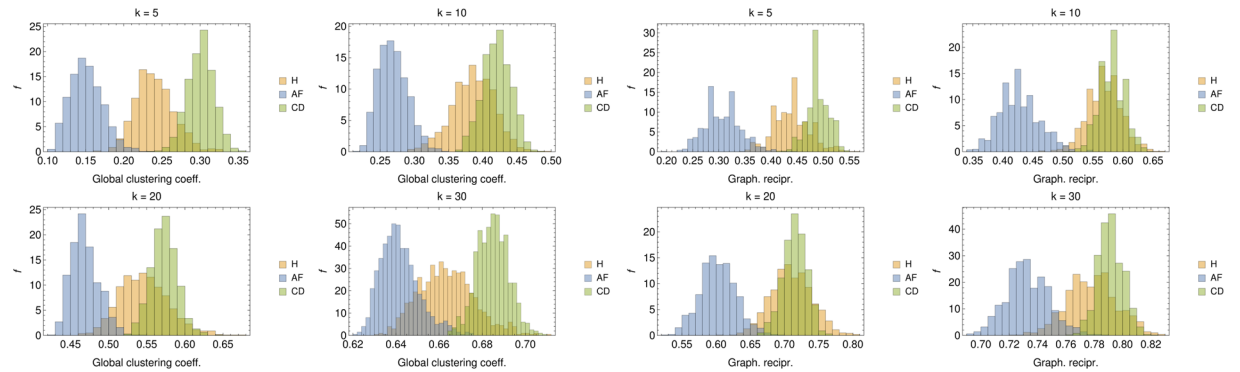 k = 5
25
20
15
10
5
0
f
0.10 0.15 0.20 0.25 0.30 0.35
Global clustering coeff.
H
AF
CD
k = 10
20
15
10
5
0
f
0.25 0.30 0.35 0.40 0.45 0.50
Global clustering coeff.
H
AF
CD
k = 5
30
25
20
15
10
5
0
f
0.20 0.25 0.30 0.35 0.40 0.45 0.50 0.55
Graph. recipr.
H
AF
CD
k = 10
25
20
15
10
5
0
f
0.35 0.40 0.45 0.50 0.55 0.60 0.65
Graph. recipr.
H
AF
CD
k = 20
25
20
15
10
5
0
f
0.45 0.50 0.55 0.60 0.65
Global clustering coeff.
H
AF
CD
k = 30
50
40
30
20
10
0
f
0.62 0.64 0.66 0.68 0.70
Global clustering coeff.
H
AF
CD
k = 20
20
15
10
5
0
f
0.55 0.60 0.65 0.70 0.75 0.80
Graph. recipr.
H
AF
CD
k = 30
40
30
20
10
0
f
0.70 0.72 0.74 0.76 0.78 0.80 0.82
Graph. recipr.
H
AF
CD